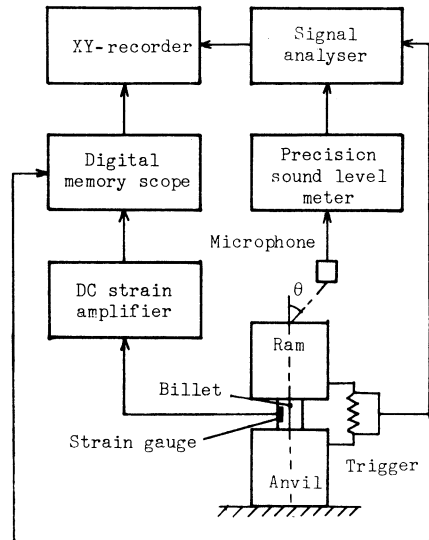 XY-recorder
Signal
analyser
Digital
memory scope
Precision
sound level
meter
Microphone
θ
DC strain
amplifier
Ram
Billet
Strain gauge
Trigger
Anvil